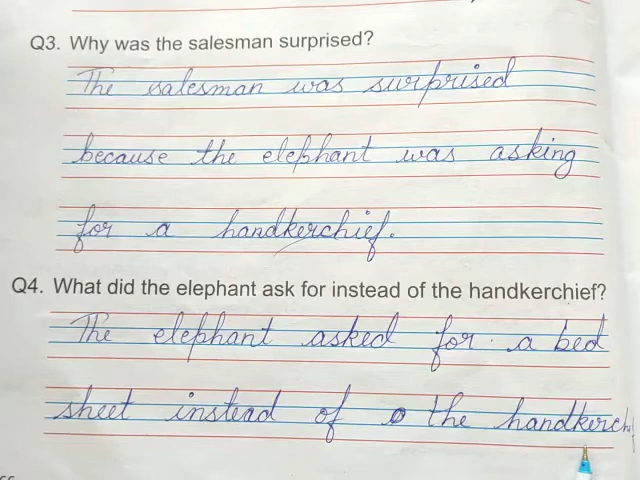 Q3. Why was the salesman surprised?
The salesman was surprised
because the elephant was asking
for a handkerchief.
Q4. What did the elephant ask for instead of the handkerchief?
The elephant asked for a bed
sheet instead of the handkerchi